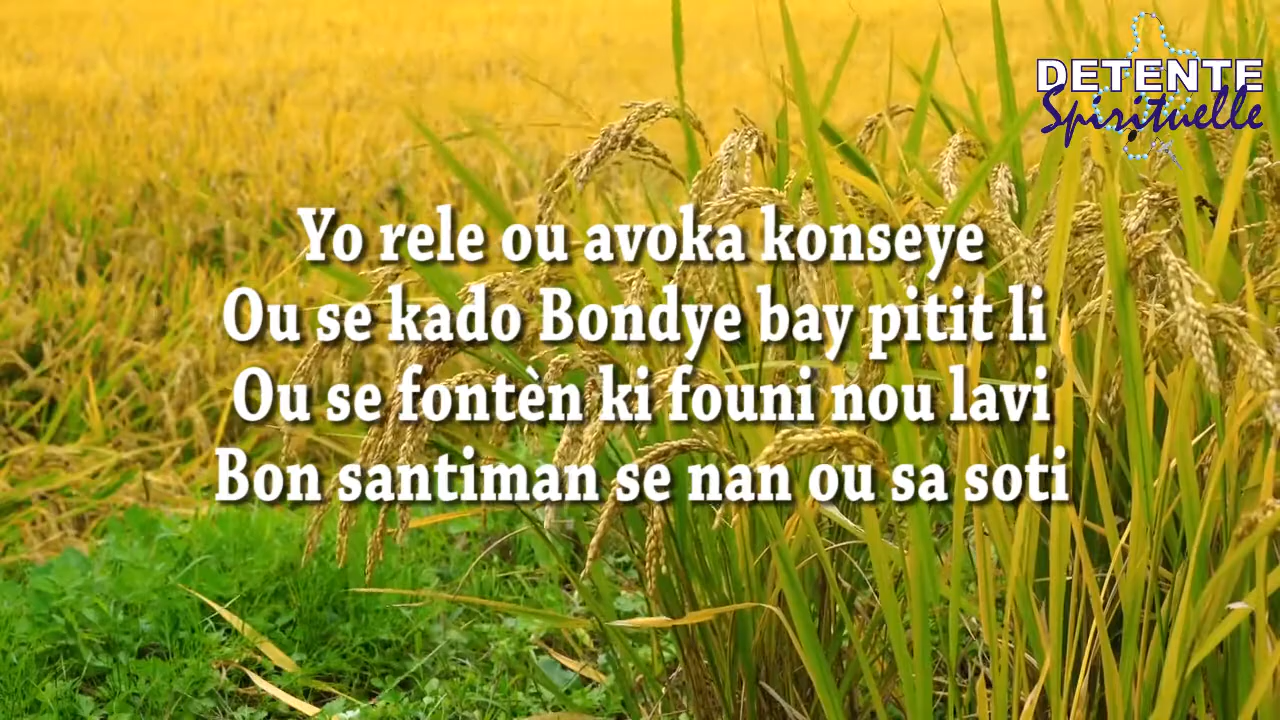 DETENTE
Spirituelle
Yo rele ou avoka konseye
Ou se kado Bondye bay pitit li
Ou se fontèn ki founi nou lavi
Bon santiman se nan ou sa soti